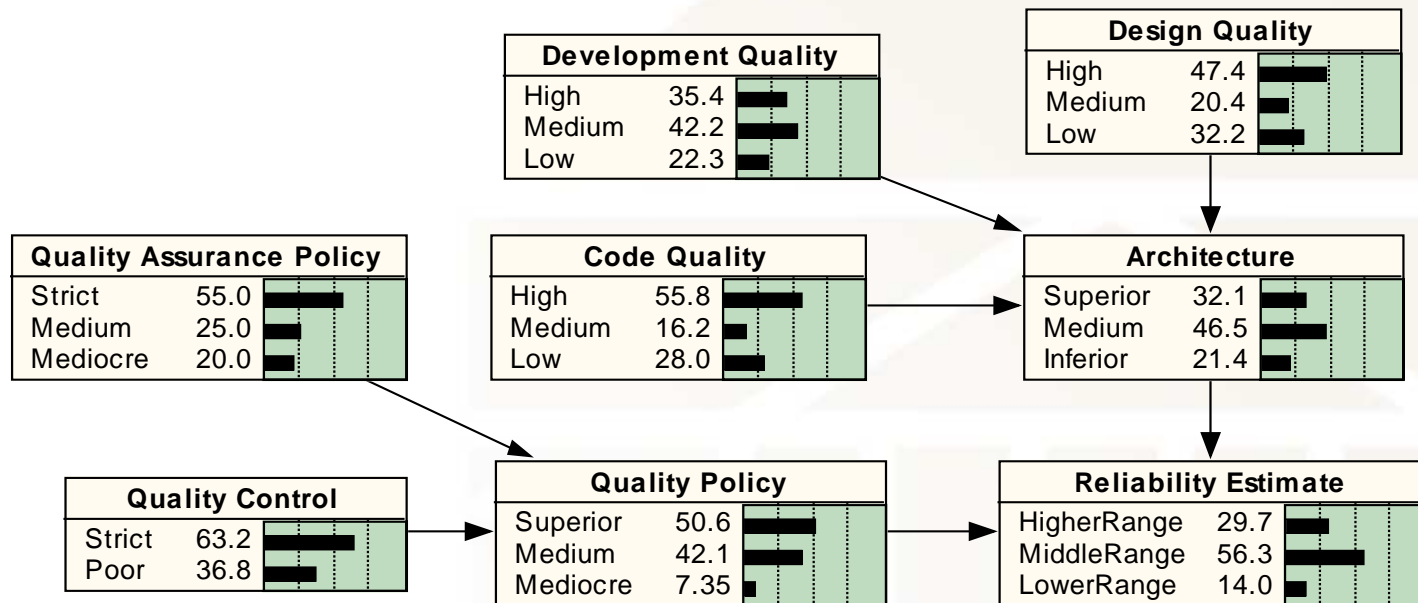 Development Quality
High 35.4
Medium 42.2
Low 22.3
Design Quality
High 47.4
Medium 20.4
Low 32.2
Quality Assurance Policy
Strict 55.0
Medium 25.0
Mediocre 20.0
Code Quality
High 55.8
Medium 16.2
Low 28.0
Architecture
Superior 32.1
Medium 46.5
Inferior 21.4
Quality Control
Strict 63.2
Poor 36.8
Quality Policy
Superior 50.6
Medium 42.1
Mediocre 7.35
Reliability Estimate
HigherRange 29.7
MiddleRange 56.3
LowerRange 14.0